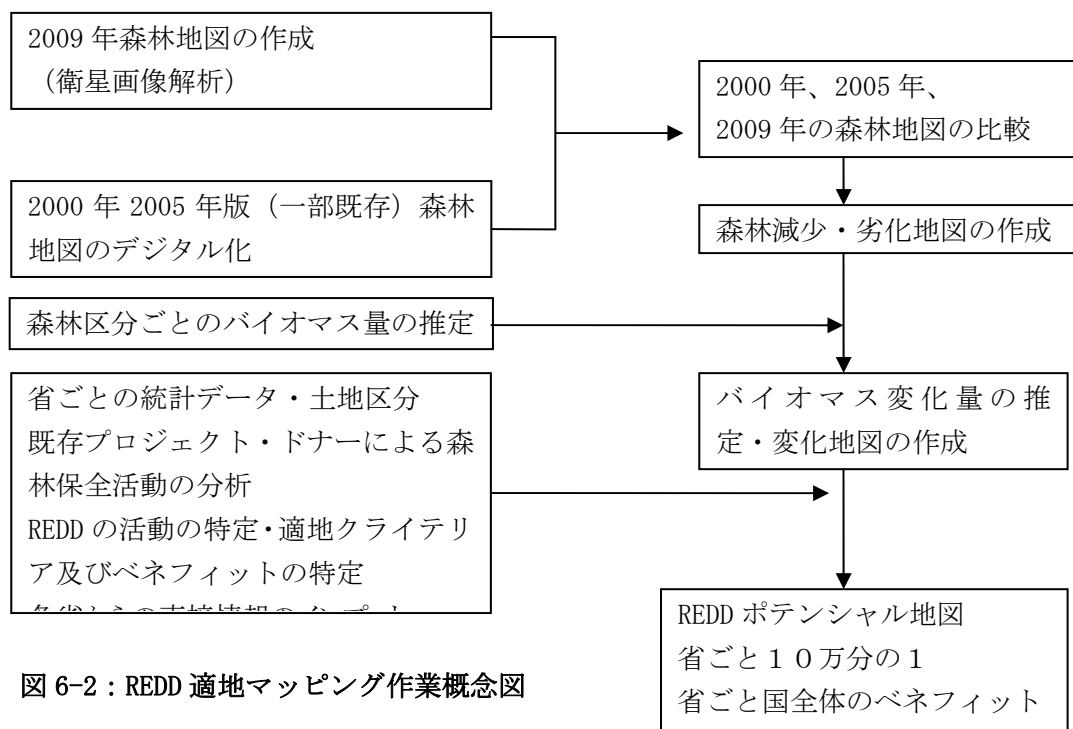 2009 年森林地図の作成
（衛星画像解析）
2000 年 2005 年版（一部既存）森林
地図のデジタル化
森林区分ごとのバイオマス量の推定
省ごとの統計データ・土地区分
既存プロジェクト・ドナーによる森
林保全活動の分析
REDD の活動の特定・適地クライテリ
ア及びベネフィットの特定
2000 年、2005 年、
2009 年の森林地図の比較
森林減少・劣化地図の作成
バイオマス変化量の推
定・変化地図の作成
REDD ポテンシャル地図
省ごと１０万分の１
省ごと国全体のベネフィット
図 6-2：REDD 適地マッピング作業概念図